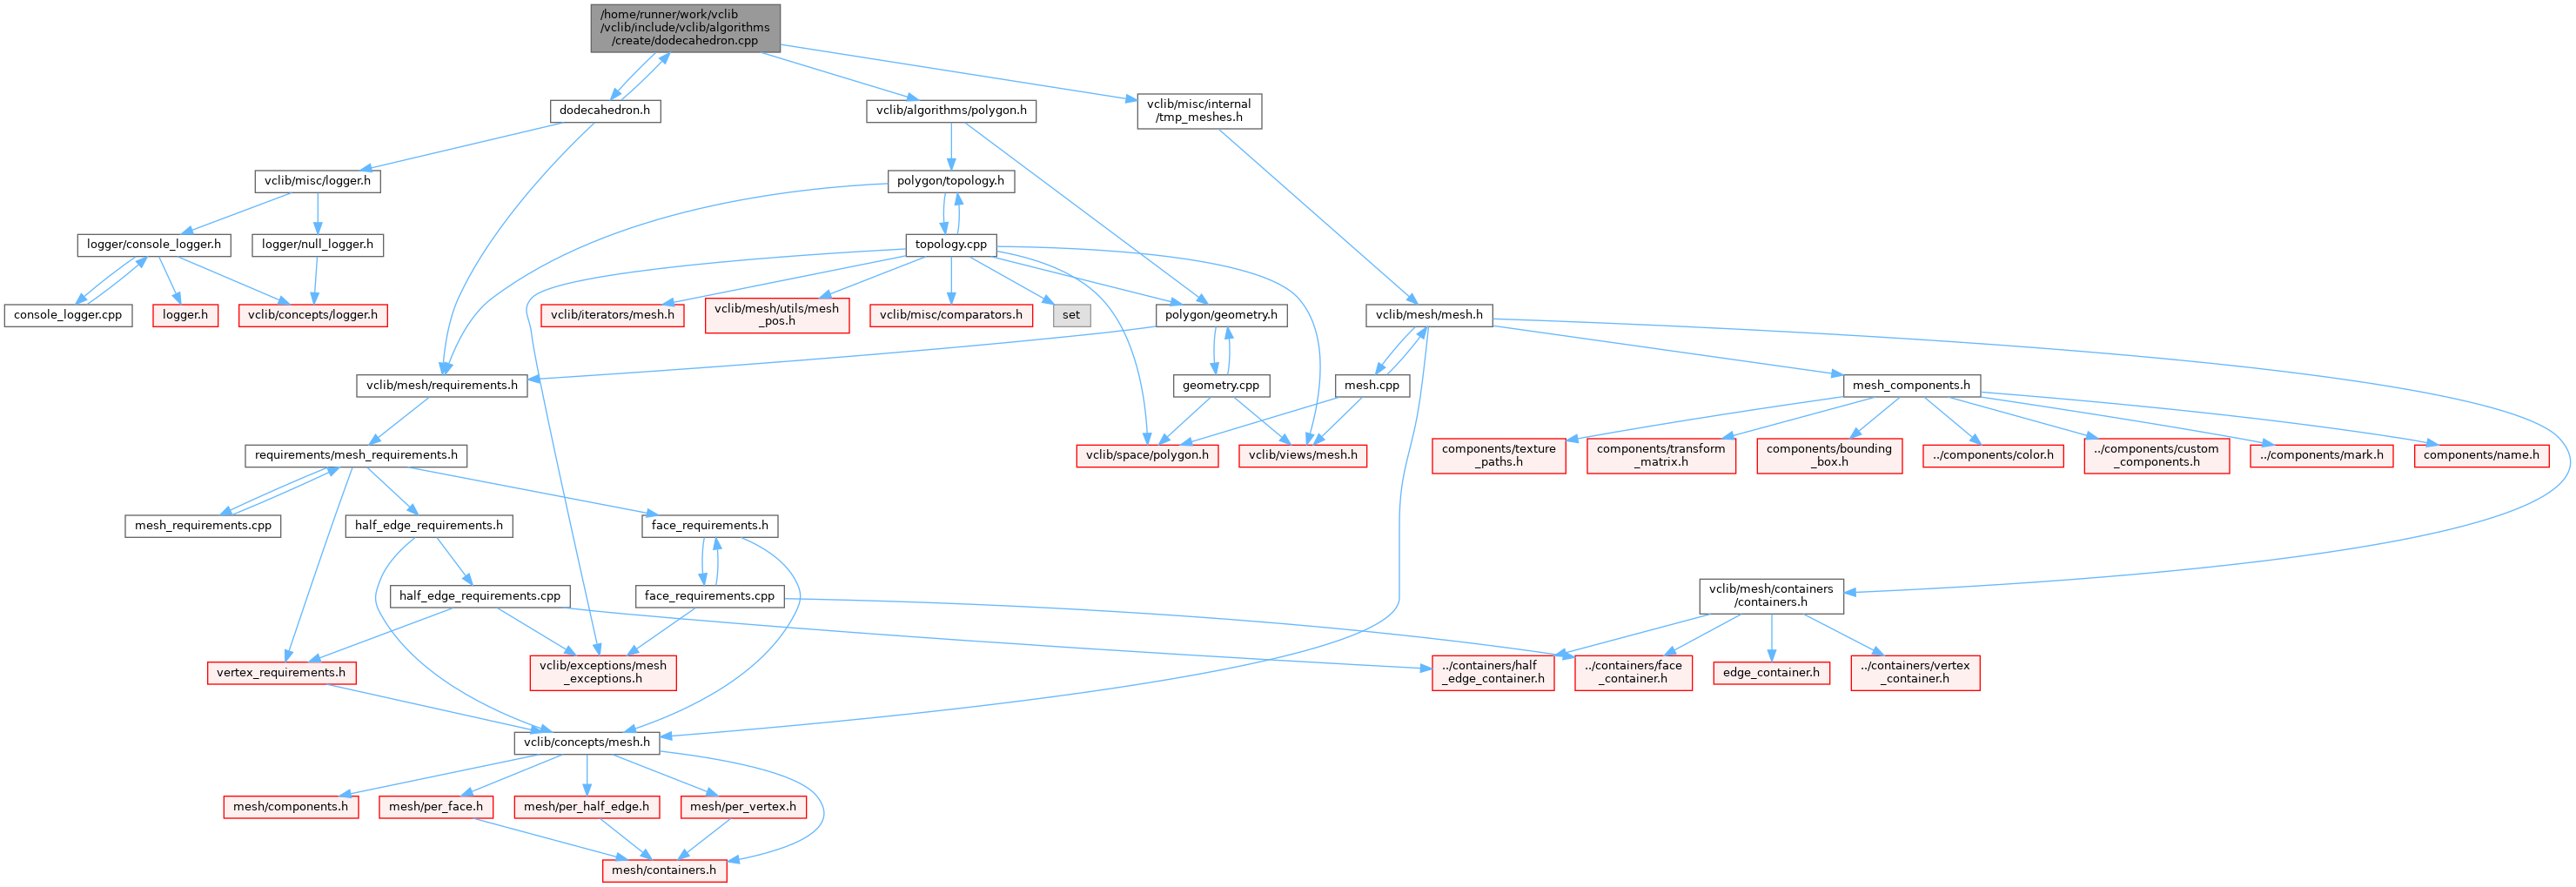 /home/runner/work/vclib
/vclib/include/vclib/algorithms
/create/dodecahedron.cpp
dodecahedron.h
vclib/algorithms/polygon.h
vclib/misc/internal
/tmp_meshes.h
vclib/misc/logger.h
polygon/topology.h
logger/console_logger.h
logger/null_logger.h
topology.cpp
console_logger.cpp
logger.h
vclib/concepts/logger.h
vclib/iterators/mesh.h
vclib/mesh/utils/mesh
_pos.h
vclib/misc/comparators.h
set
polygon/geometry.h
vclib/mesh/mesh.h
vclib/mesh/requirements.h
geometry.cpp
mesh.cpp
mesh_components.h
requirements/mesh_requirements.h
vclib/space/polygon.h
vclib/views/mesh.h
components/texture
_paths.h
components/transform
_matrix.h
components/bounding
_box.h
../components/color.h
../components/custom
_components.h
../components/mark.h
components/name.h
mesh_requirements.cpp
half_edge_requirements.h
face_requirements.h
half_edge_requirements.cpp
face_requirements.cpp
vclib/mesh/containers
/containers.h
vertex_requirements.h
vclib/exceptions/mesh
_exceptions.h
../containers/half
_edge_container.h
../containers/face
_container.h
edge_container.h
../containers/vertex
_container.h
vclib/concepts/mesh.h
mesh/components.h
mesh/per_face.h
mesh/per_half_edge.h
mesh/per_vertex.h
mesh/containers.h